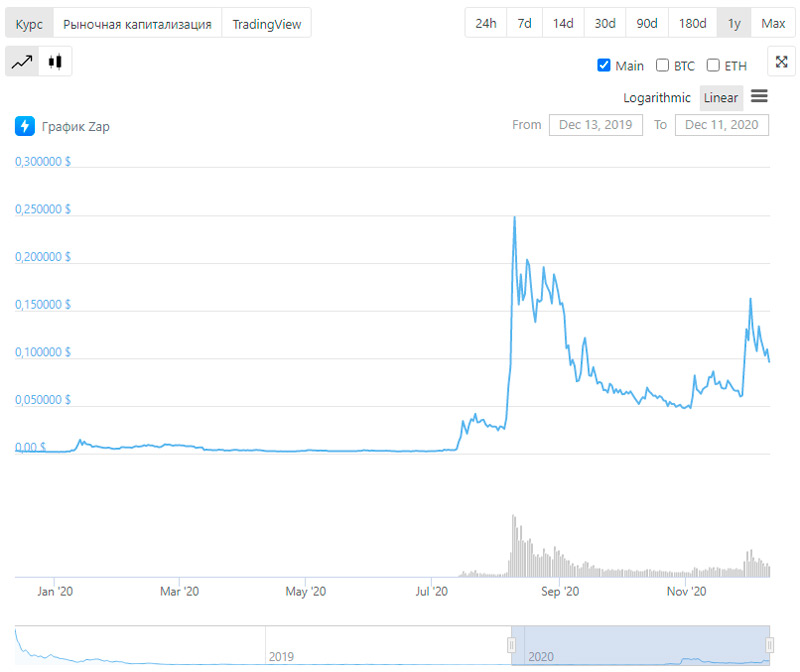 Курс Рыночная капитализация TradingView 24h 7d 14d 30d 90d 180d 1y Max
Main BTC ETH
Logarithmic Linear
График Zap From Dec 13, 2019 To Dec 11, 2020
0,300000 $
0,250000 $
0,200000 $
0,150000 $
0,100000 $
0,050000 $
0,00 $
Jan '20 Mar '20 May '20 Jul '20 Sep '20 Nov '20
2019 2020